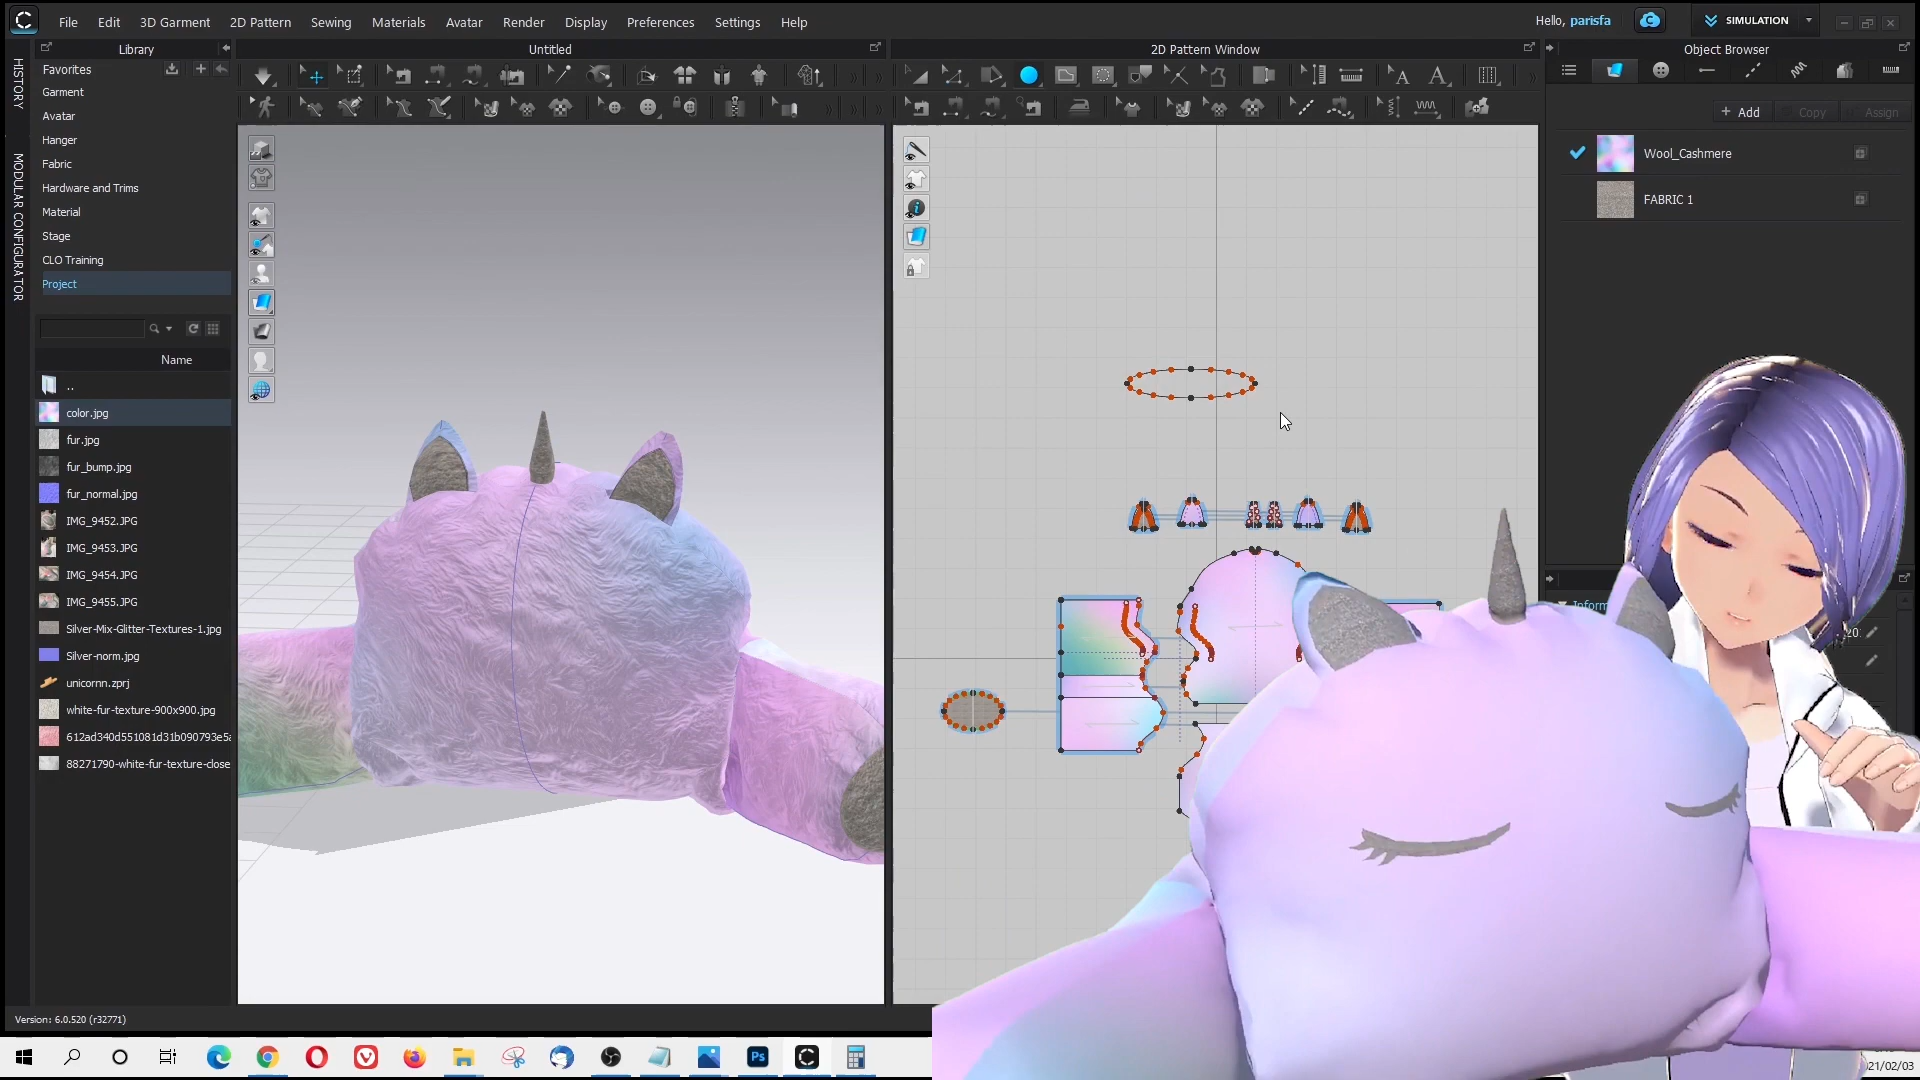 File Edit 3D Garment 2D Pattern Sewing Materials Avatar Render Display Preferences Settings Help
Hello, parisfa
SIMULATION
HISTORY
MODULAR CONFIGURATOR
Library
Untitled
2D Pattern Window
Object Browser
Favorites
Garment
Avatar
Hanger
Fabric
Hardware and Trims
Material
Stage
CLO Training
Project
Name
..
color.jpg
fur.jpg
fur_bump.jpg
fur_normal.jpg
IMG_9452.JPG
IMG_9453.JPG
IMG_9454.JPG
IMG_9455.JPG
Silver-Mix-Glitter-Textures-1.jpg
Silver-norm.jpg
unicornn.zprj
white-fur-texture-900x900.jpg
612ad340d551081d31b090793e5
88271790-white-fur-texture-close
+ Add Copy Assign
Wool_Cashmere
FABRIC 1
Inform
Version: 6.0.520 (r32771)
Ps
21/02/03